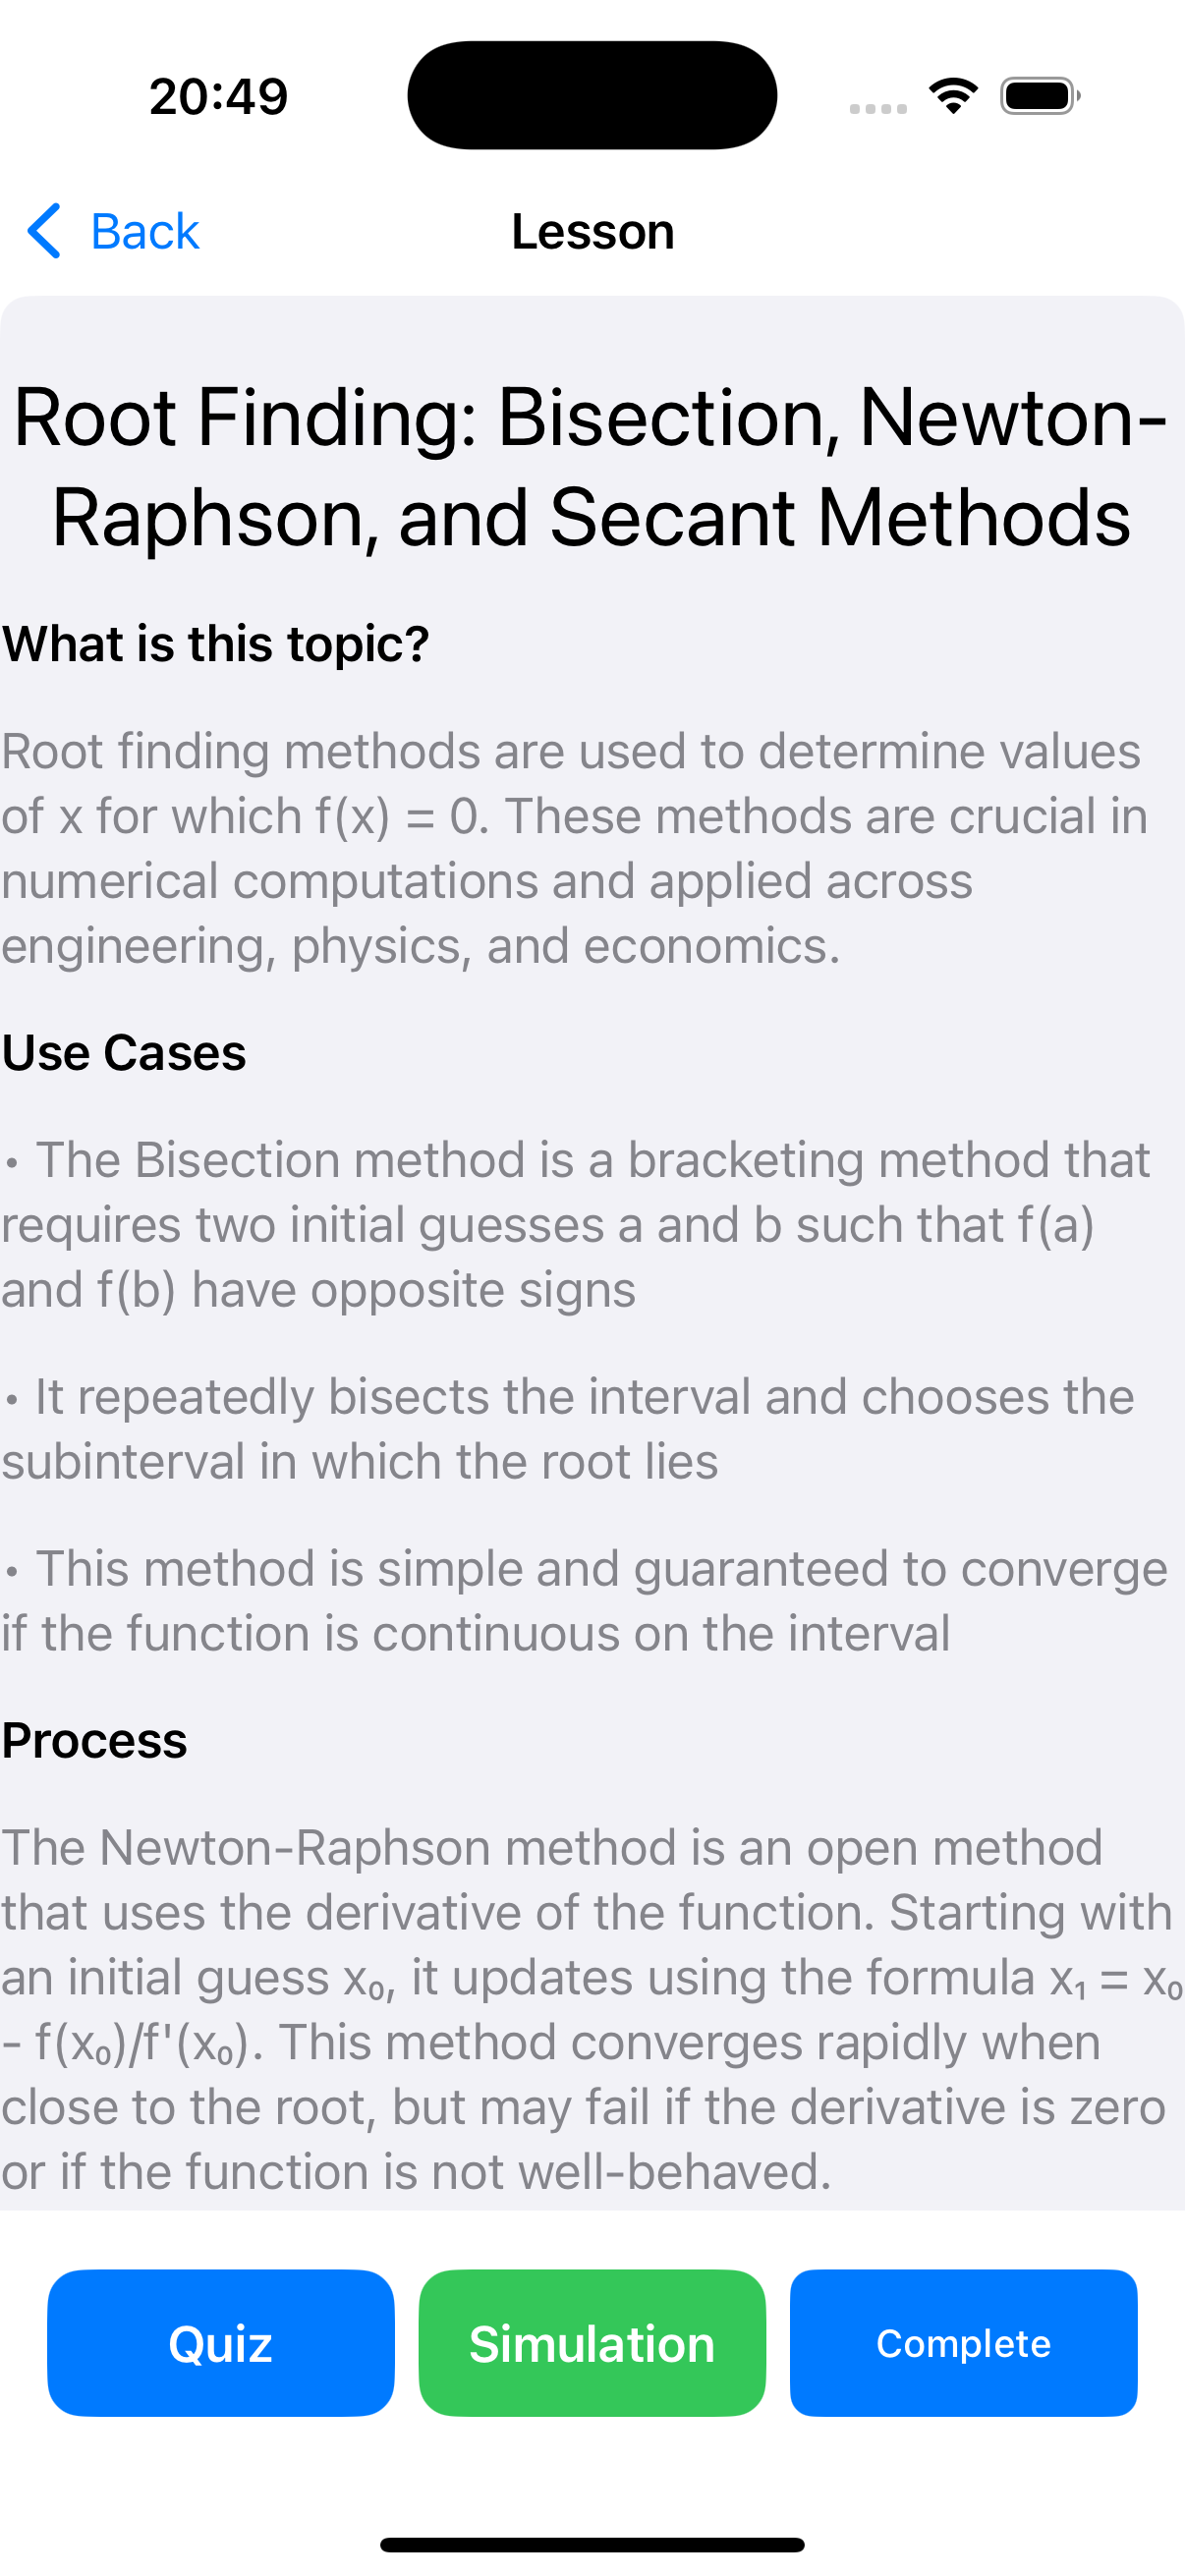 20:49
Back
Lesson
Root Finding: Bisection, Newton-
Raphson, and Secant Methods
What is this topic?
Root finding methods are used to determine values
of x for which f(x) = 0. These methods are crucial in
numerical computations and applied across
engineering, physics, and economics.
Use Cases
• The Bisection method is a bracketing method that
requires two initial guesses a and b such that f(a)
and f(b) have opposite signs
• It repeatedly bisects the interval and chooses the
subinterval in which the root lies
• This method is simple and guaranteed to converge
if the function is continuous on the interval
Process
The Newton-Raphson method is an open method
that uses the derivative of the function. Starting with
an initial guess x₀, it updates using the formula x₁ = x₀
- f(x₀)/f'(x₀). This method converges rapidly when
close to the root, but may fail if the derivative is zero
or if the function is not well-behaved.
Quiz
Simulation
Complete